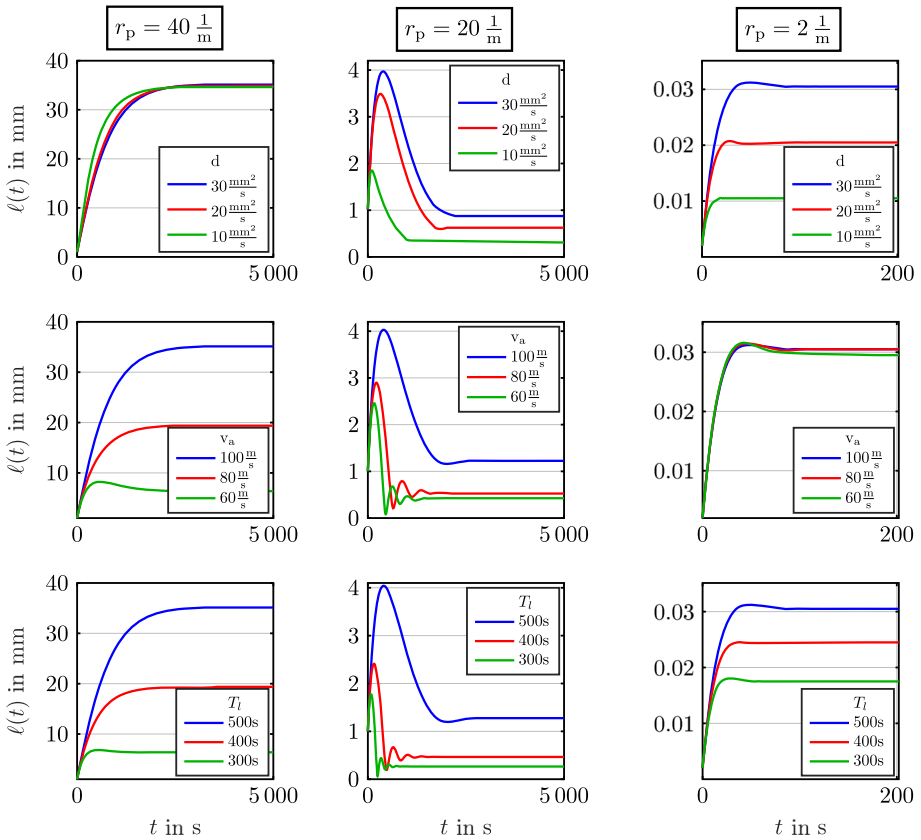 r_p = 40 1/m
r_p = 20 1/m
r_p = 2 1/m
ℓ(t) in mm
40
30
20
10
0
0
5 000
d
30 mm²/s
20 mm²/s
10 mm²/s
4
3
2
1
0
0
5 000
d
30 mm²/s
20 mm²/s
10 mm²/s
0.03
0.02
0.01
0
200
d
30 mm²/s
20 mm²/s
10 mm²/s
ℓ(t) in mm
40
30
20
10
0
5 000
v_a
100 m/s
80 m/s
60 m/s
4
3
2
1
0
0
5 000
v_a
100 m/s
80 m/s
60 m/s
0.03
0.02
0.01
0
200
v_a
100 m/s
80 m/s
60 m/s
ℓ(t) in mm
40
30
20
10
0
5 000
T_l
500s
400s
300s
4
3
2
1
0
0
5 000
T_l
500s
400s
300s
0.03
0.02
0.01
0
200
T_l
500s
400s
300s
t in s
t in s
t in s